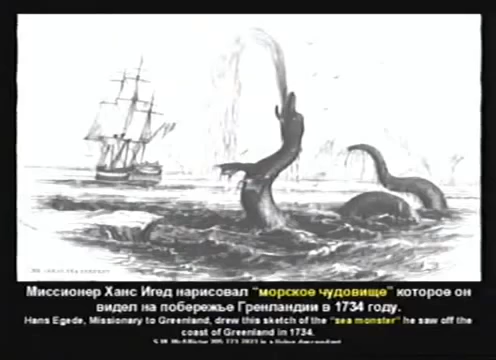 Миссионер Ханс Игед нарисовал “морское чудовище” которое он
видел на побережье Гренландии в 1734 году.
Hans Egede, Missionary to Greenland, drew this sketch of the “sea monster” he saw off the
coast of Greenland in 1734.